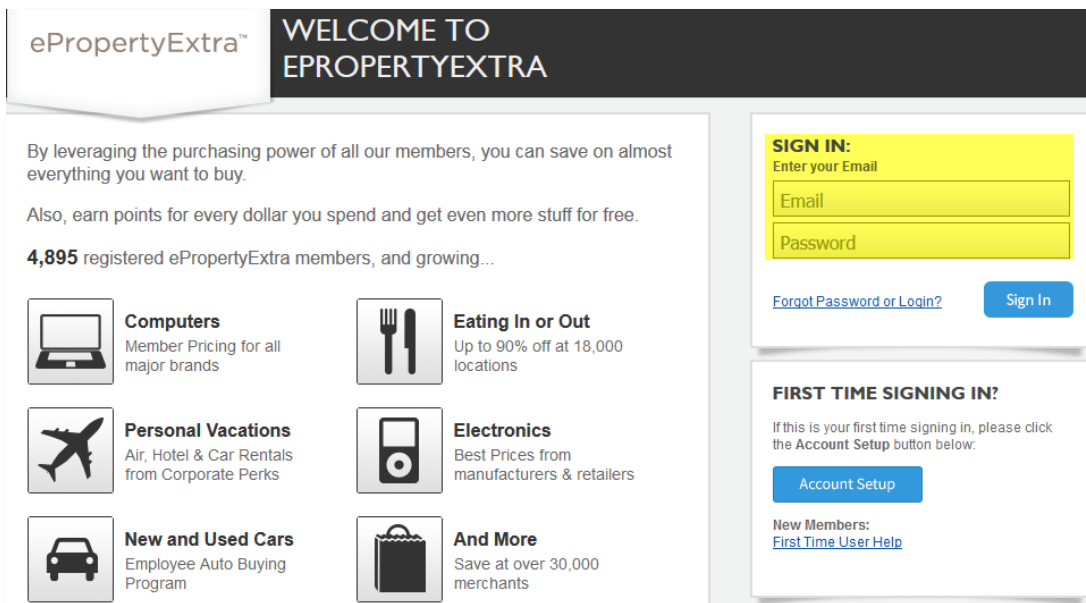 ePropertyExtra™
WELCOME TO
EPROPERTYEXTRA
By leveraging the purchasing power of all our members, you can save on almost
everything you want to buy.
Also, earn points for every dollar you spend and get even more stuff for free.
4,895 registered ePropertyExtra members, and growing...
Computers
Member Pricing for all
major brands
Eating In or Out
Up to 90% off at 18,000
locations
Personal Vacations
Air, Hotel & Car Rentals
from Corporate Perks
Electronics
Best Prices from
manufacturers & retailers
New and Used Cars
Employee Auto Buying
Program
And More
Save at over 30,000
merchants
SIGN IN:
Enter your Email
Email
Password
Forgot Password or Login?
Sign In
FIRST TIME SIGNING IN?
If this is your first time signing in, please click
the Account Setup button below:
Account Setup
New Members:
First Time User Help